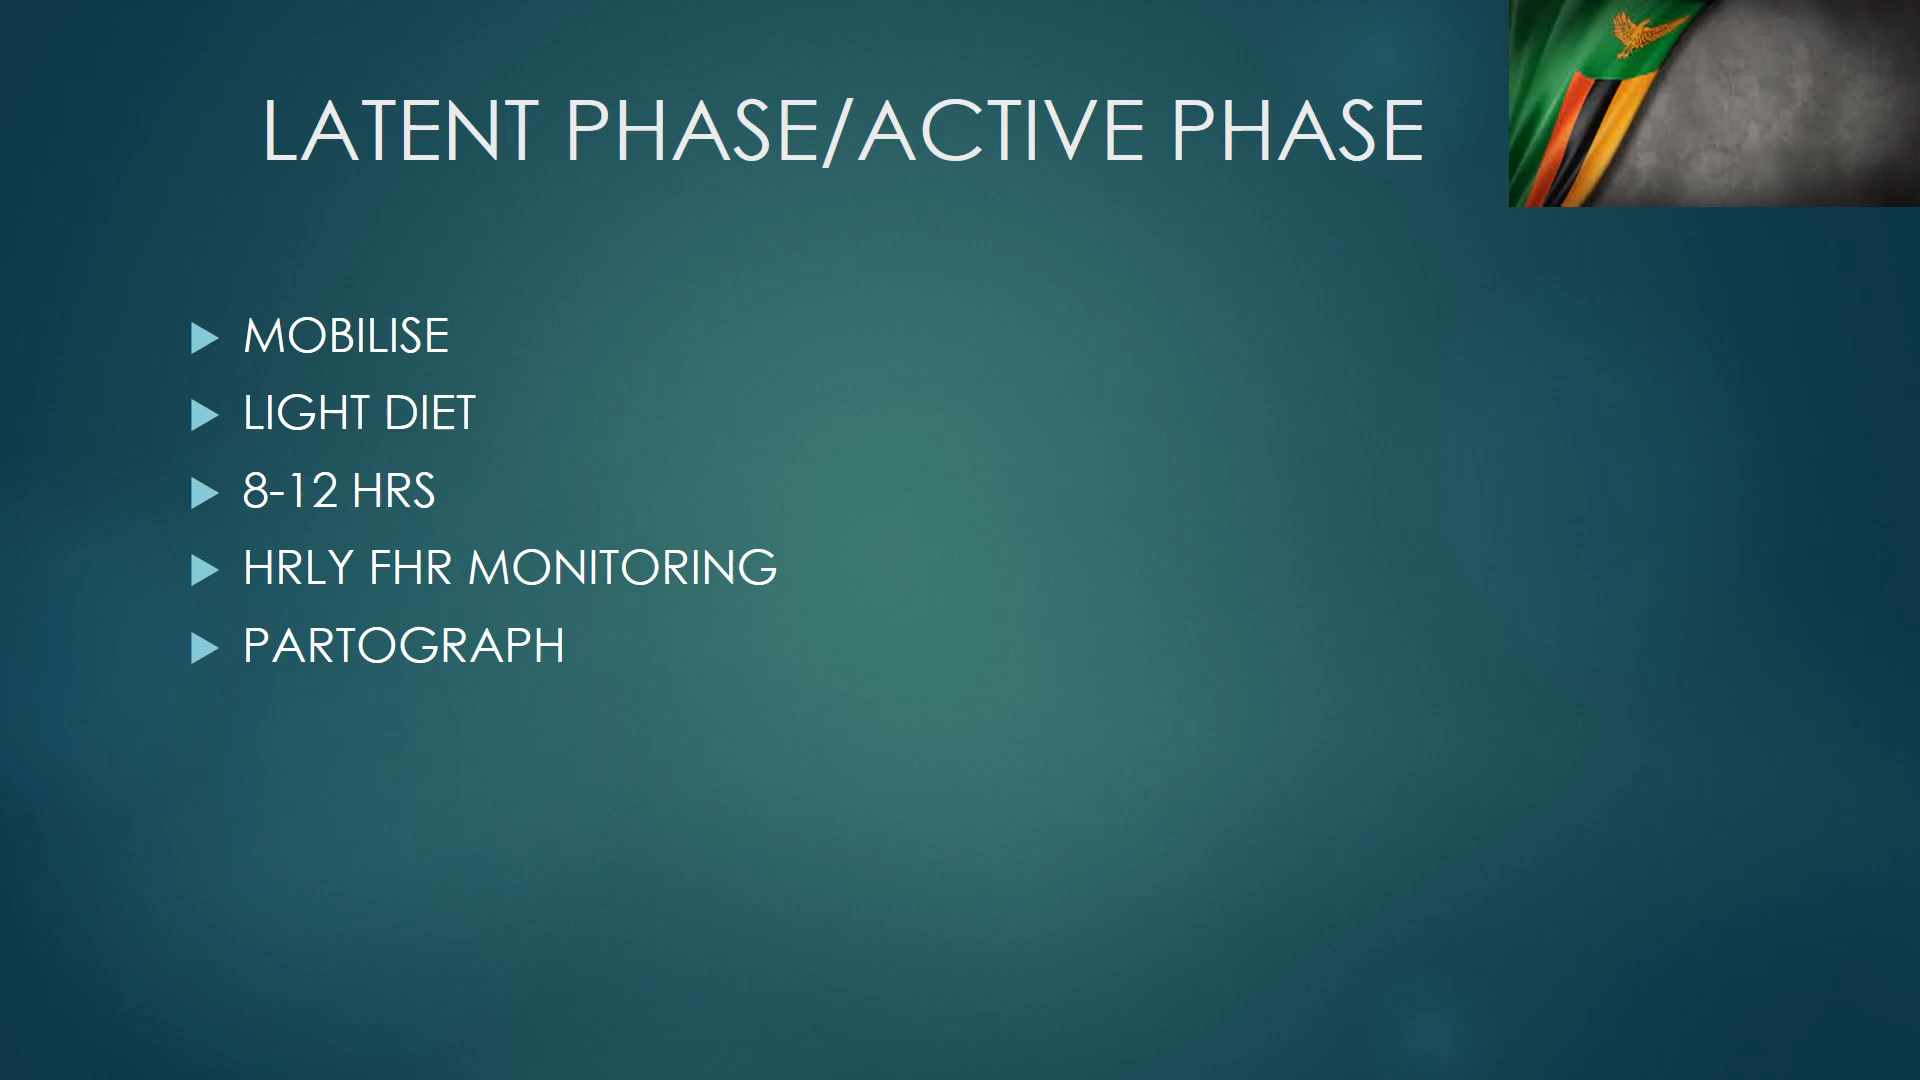 LATENT PHASE/ACTIVE PHASE
MOBILISE
LIGHT DIET
8-12 HRS
HRLY FHR MONITORING
PARTOGRAPH